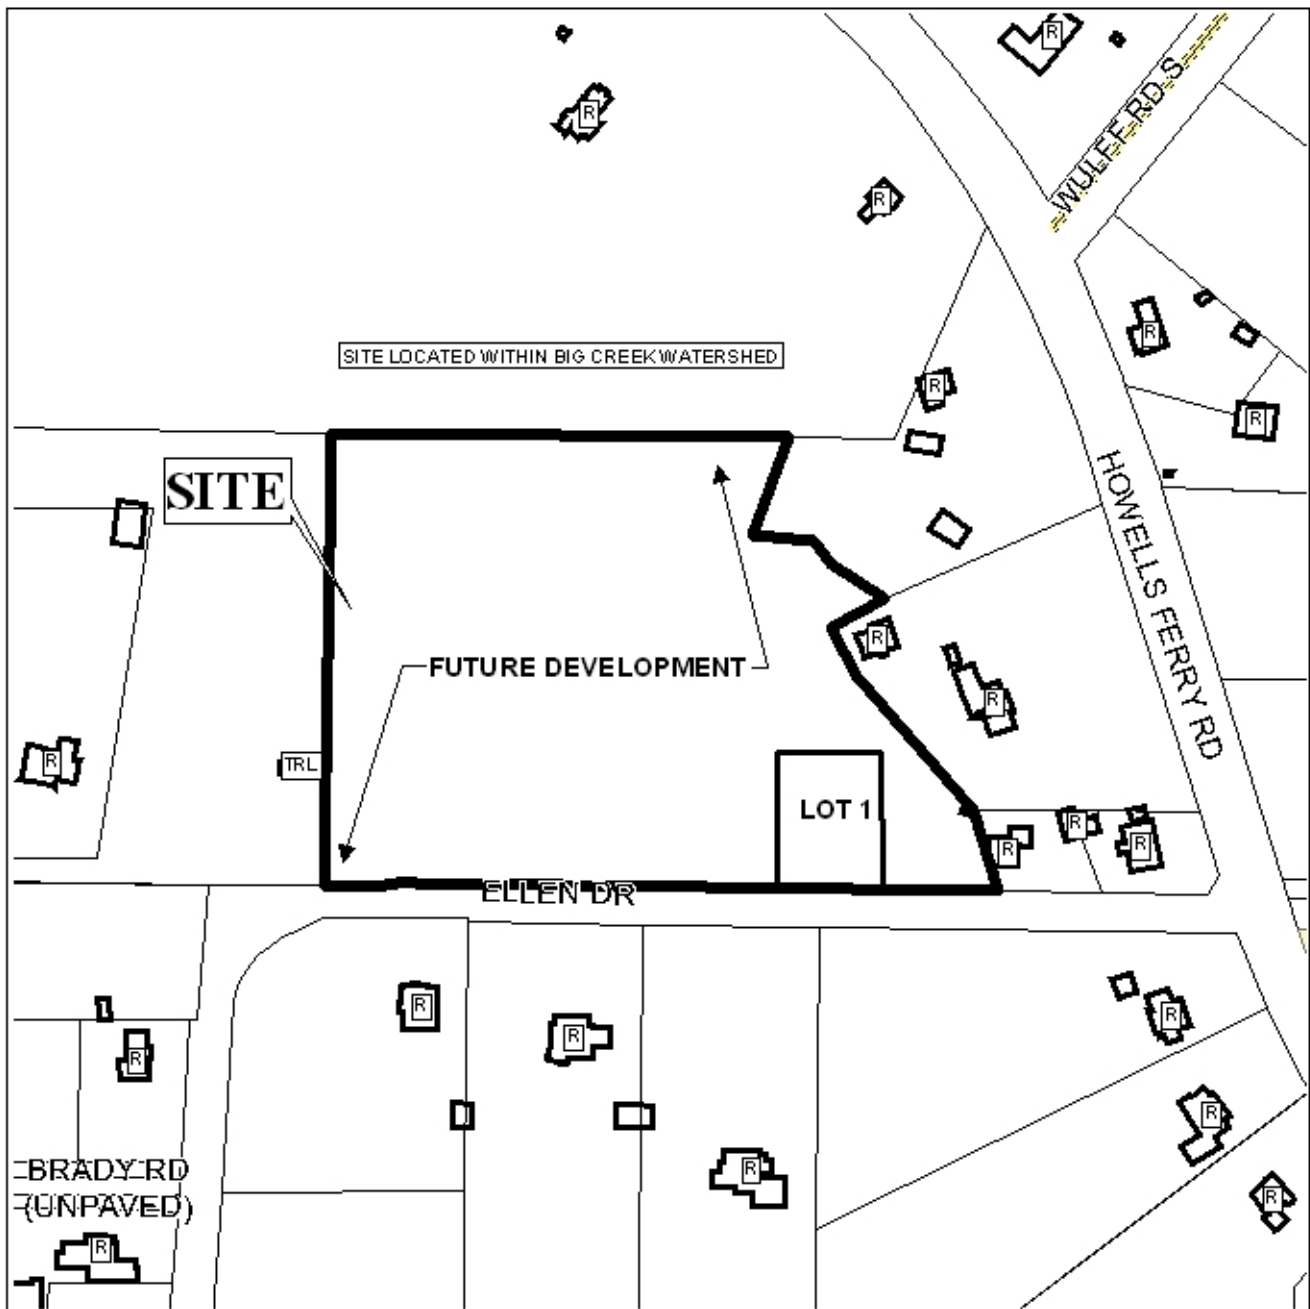 R
WULFF RD S
R
R
R
SITE LOCATED WITHIN BIG CREEK WATERSHED
R
R
SITE
HOWELLS FERRY RD
R
FUTURE DEVELOPMENT
R
R
TRL
LOT 1
R
R
R
ELLEN DR
R
R
R
R
R
R
BRADY RD
(UNPAVED)
R
R